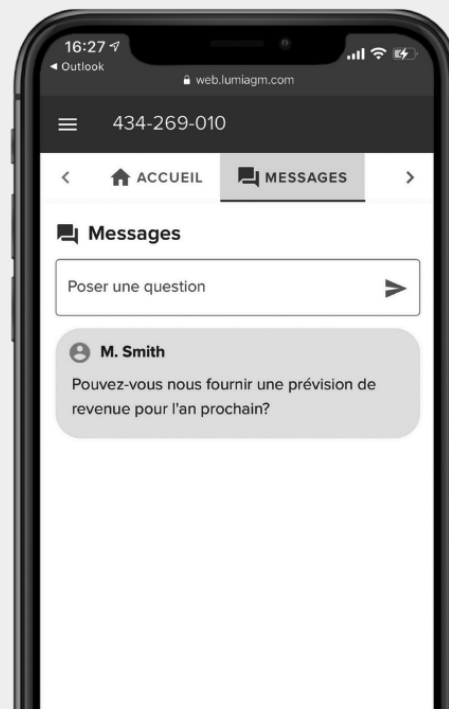 16:27
◄ Outlook
web.lumiagm.com
434-269-010
ACCUEIL
MESSAGES
Messages
Poser une question
M. Smith
Pouvez-vous nous fournir une prévision de
revenue pour l'an prochain?